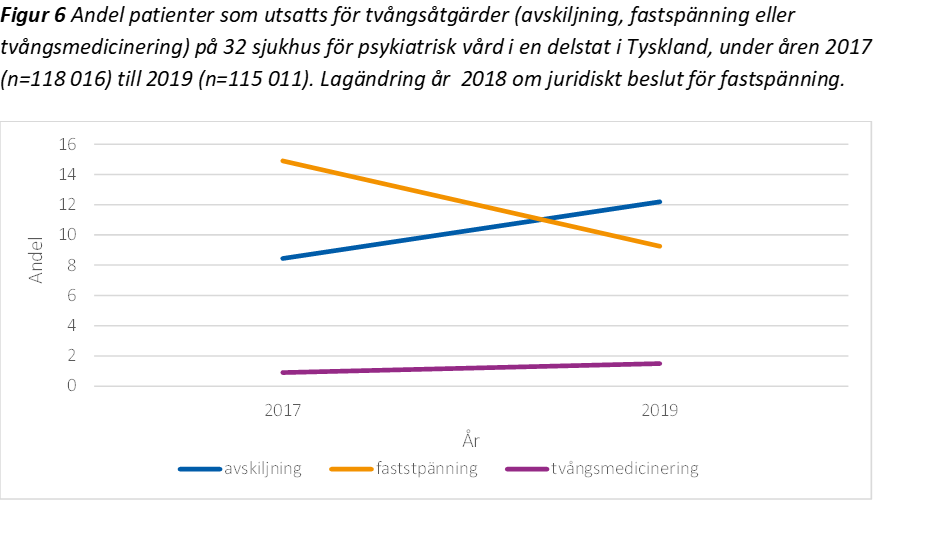 Figur 6 Andel patienter som utsatts för tvångsåtgärder (avskiljning, fastspänning eller
tvångsmedicinering) på 32 sjukhus för psykiatrisk vård i en delstat i Tyskland, under åren 2017
(n=118 016) till 2019 (n=115 011). Lagändring år  2018 om juridiskt beslut för fastspänning.
16
14
12
10
8
6
4
2
0
Andel
2017
2019
År
avskiljning
faststpänning
tvångsmedicinering